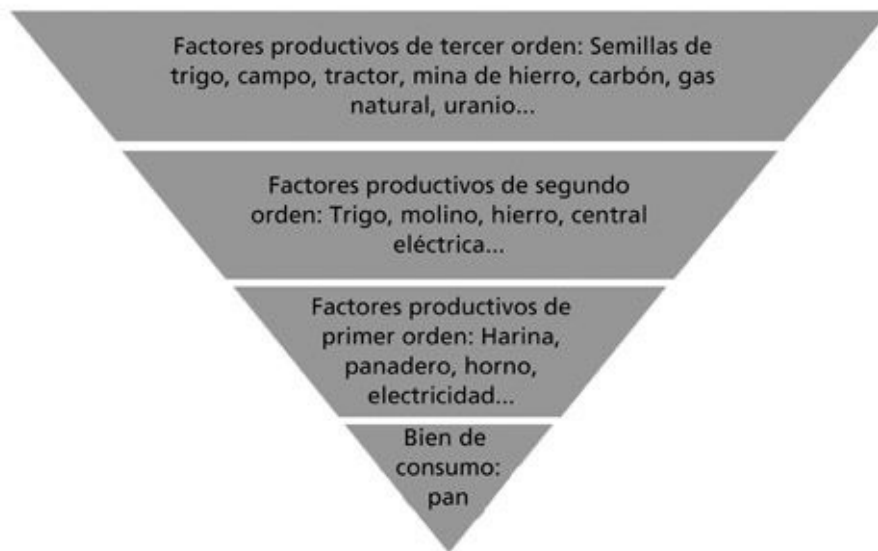 Factores productivos de tercer orden: Semillas de
trigo, campo, tractor, mina de hierro, carbón, gas
natural, uranio...
Factores productivos de segundo
orden: Trigo, molino, hierro, central
eléctrica...
Factores productivos de
primer orden: Harina,
panadero, horno,
electricidad...
Bien de
consumo:
pan